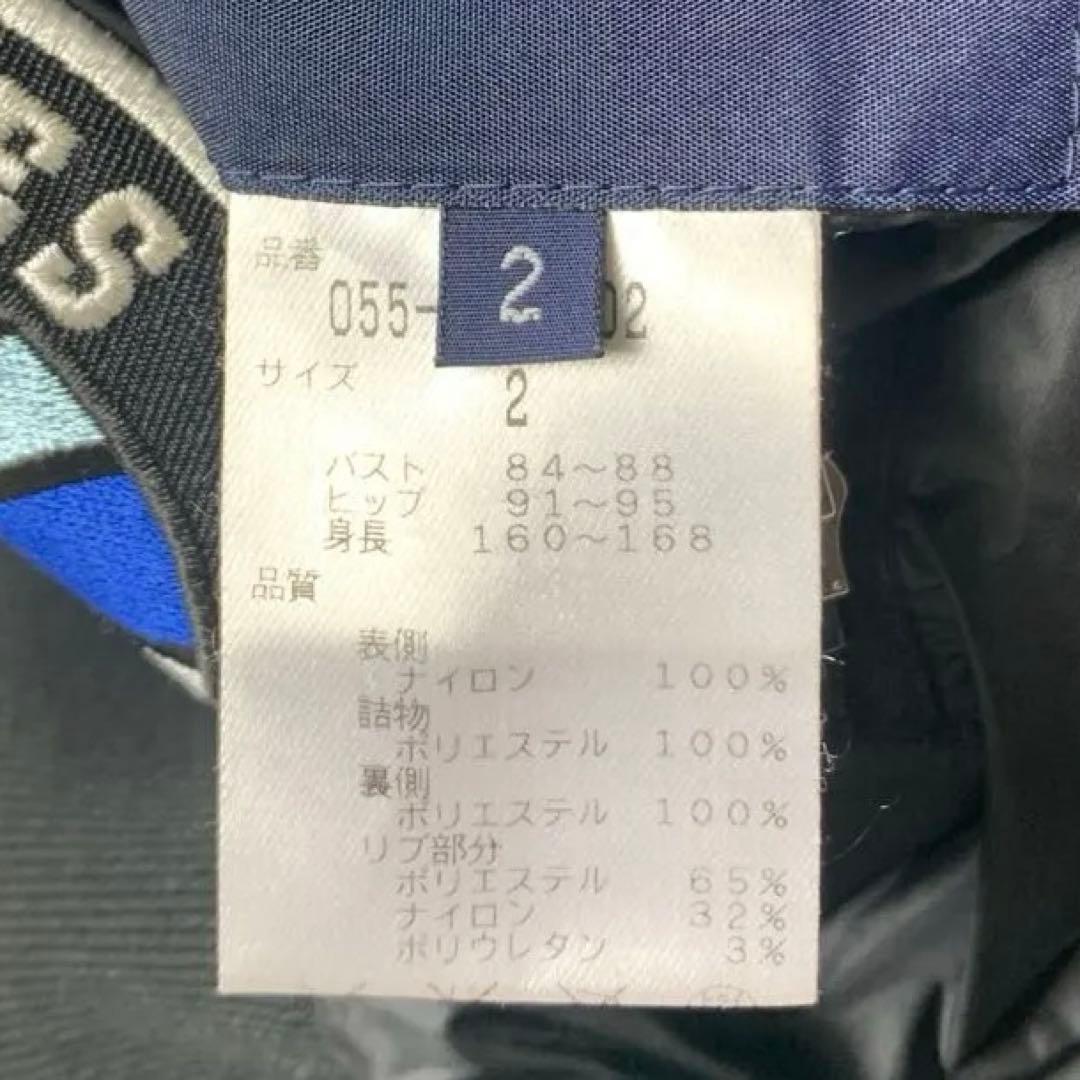 ES
品番
055-
02
2
サイズ
2
バスト 84～88
ヒップ 91～95
身長 160～168
品質
表側
ナイロン 100%
詰物
ポリエステル 100%
裏側
ポリエステル 100%
リブ部分
ポリエステル 65%
ナイロン 32%
ポリウレタン 3%